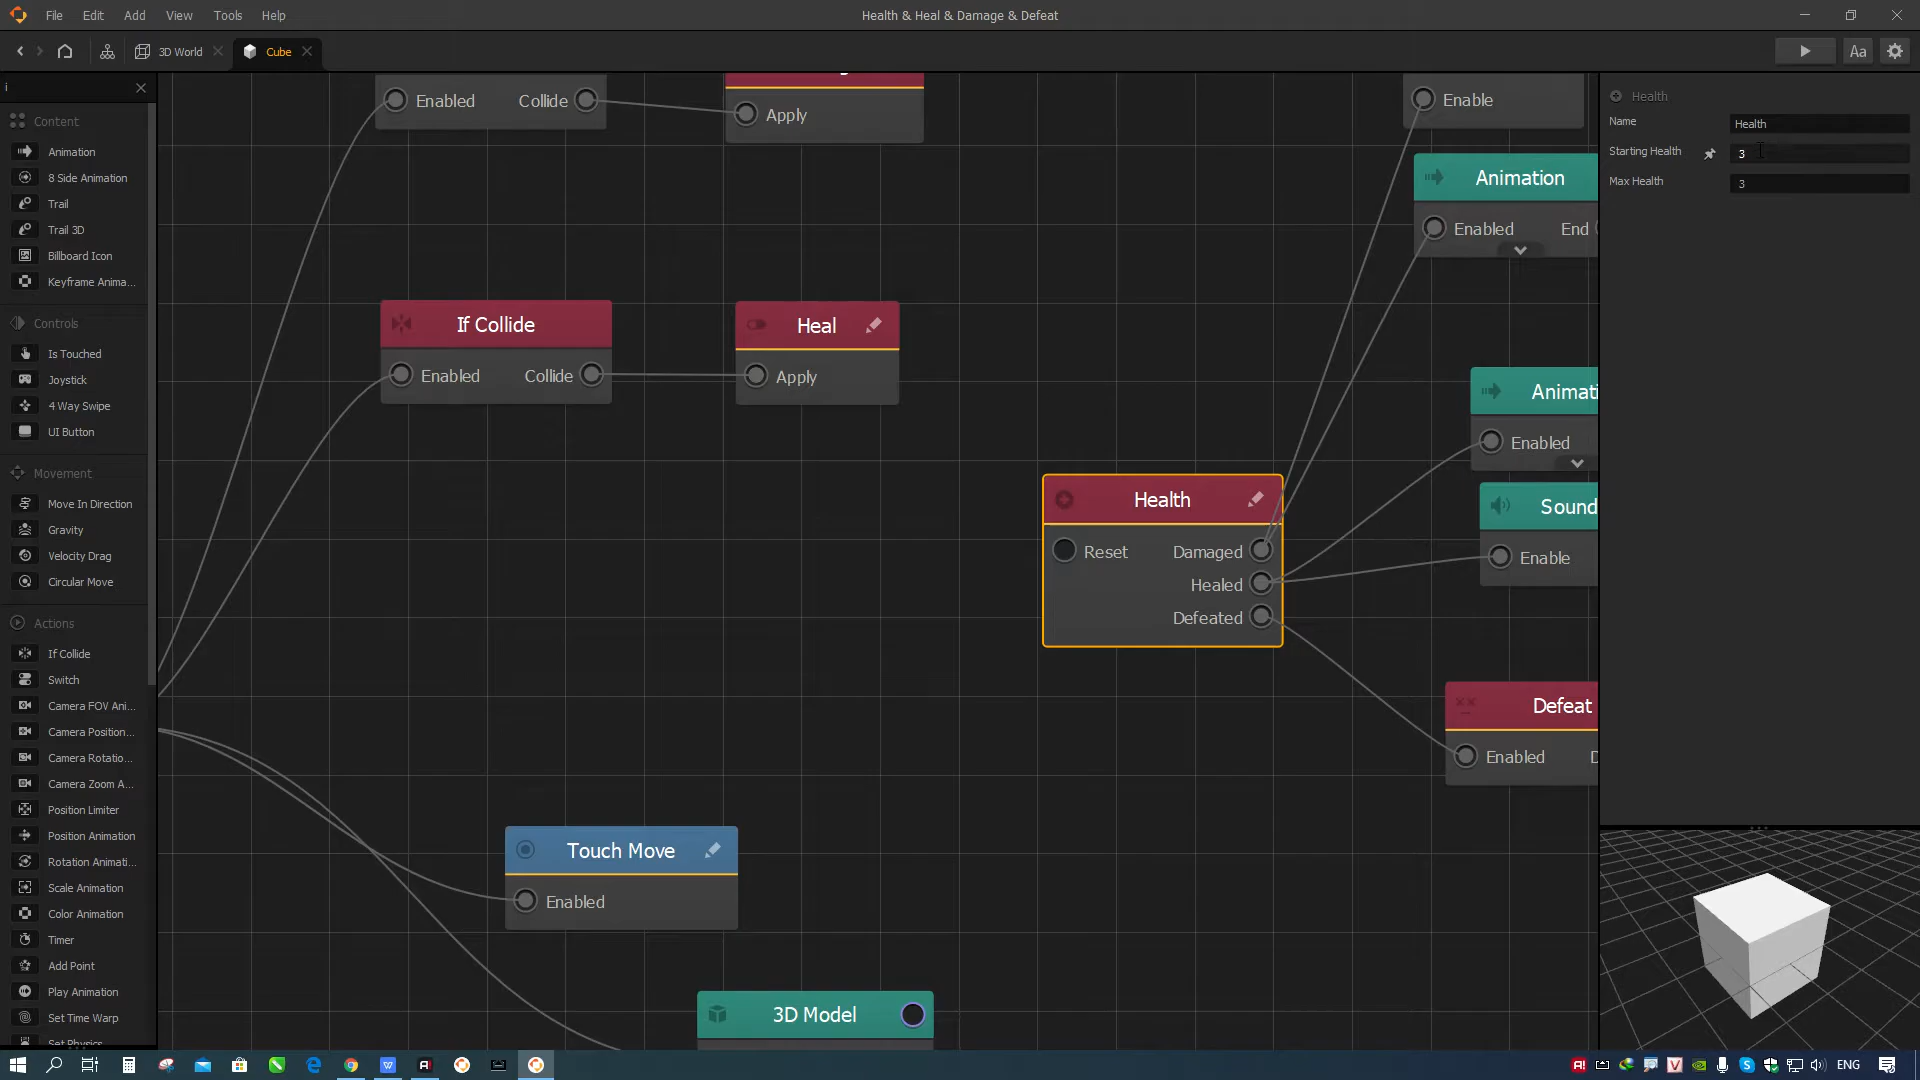 File Edit Add View Tools Help
Health & Heal & Damage & Defeat
3D World
Cube
Aa
i
Content
Animation
8 Side Animation
Trail
Trail 3D
Billboard Icon
Keyframe Anima...
Controls
Is Touched
Joystick
4 Way Swipe
UI Button
Movement
Move In Direction
Gravity
Velocity Drag
Circular Move
Actions
If Collide
Switch
Camera FOV Ani...
Camera Position...
Camera Rotatio...
Camera Zoom A...
Position Limiter
Position Animation
Rotation Animati...
Scale Animation
Color Animation
Timer
Add Point
Play Animation
Set Time Warp
Set Physics
Enabled Collide
Apply
Enable
Animation
Enabled End
If Collide
Enabled Collide
Heal
Apply
Animati
Enabled
Health
Reset Damaged
Healed
Defeated
Sound
Enable
Defeat
Enabled D
Touch Move
Enabled
3D Model
Health
Name Health
Starting Health 3
Max Health 3
ENG